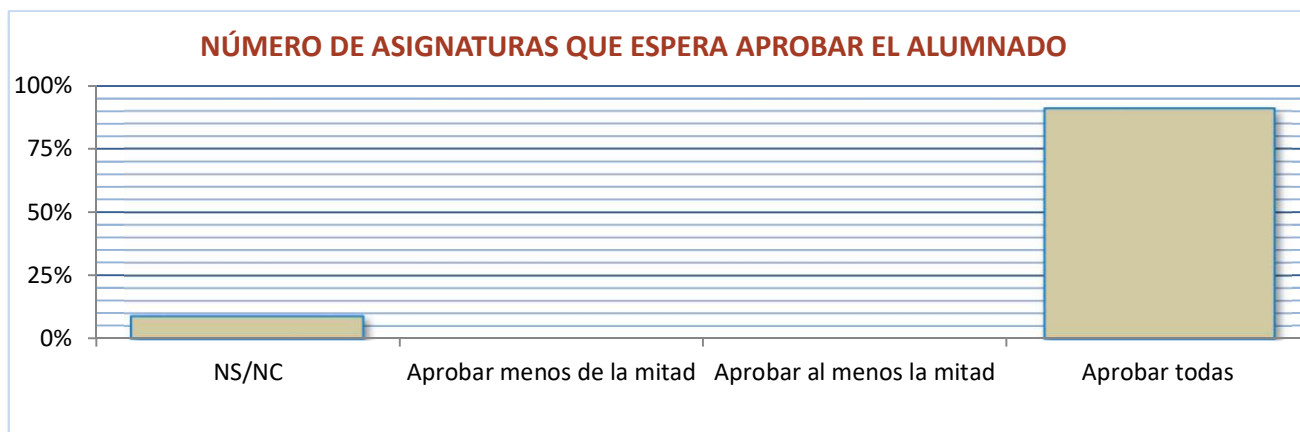 NÚMERO DE ASIGNATURAS QUE ESPERA APROBAR EL ALUMNADO
100%
75%
50%
25%
0%
NS/NC Aprobar menos de la mitad Aprobar al menos la mitad Aprobar todas